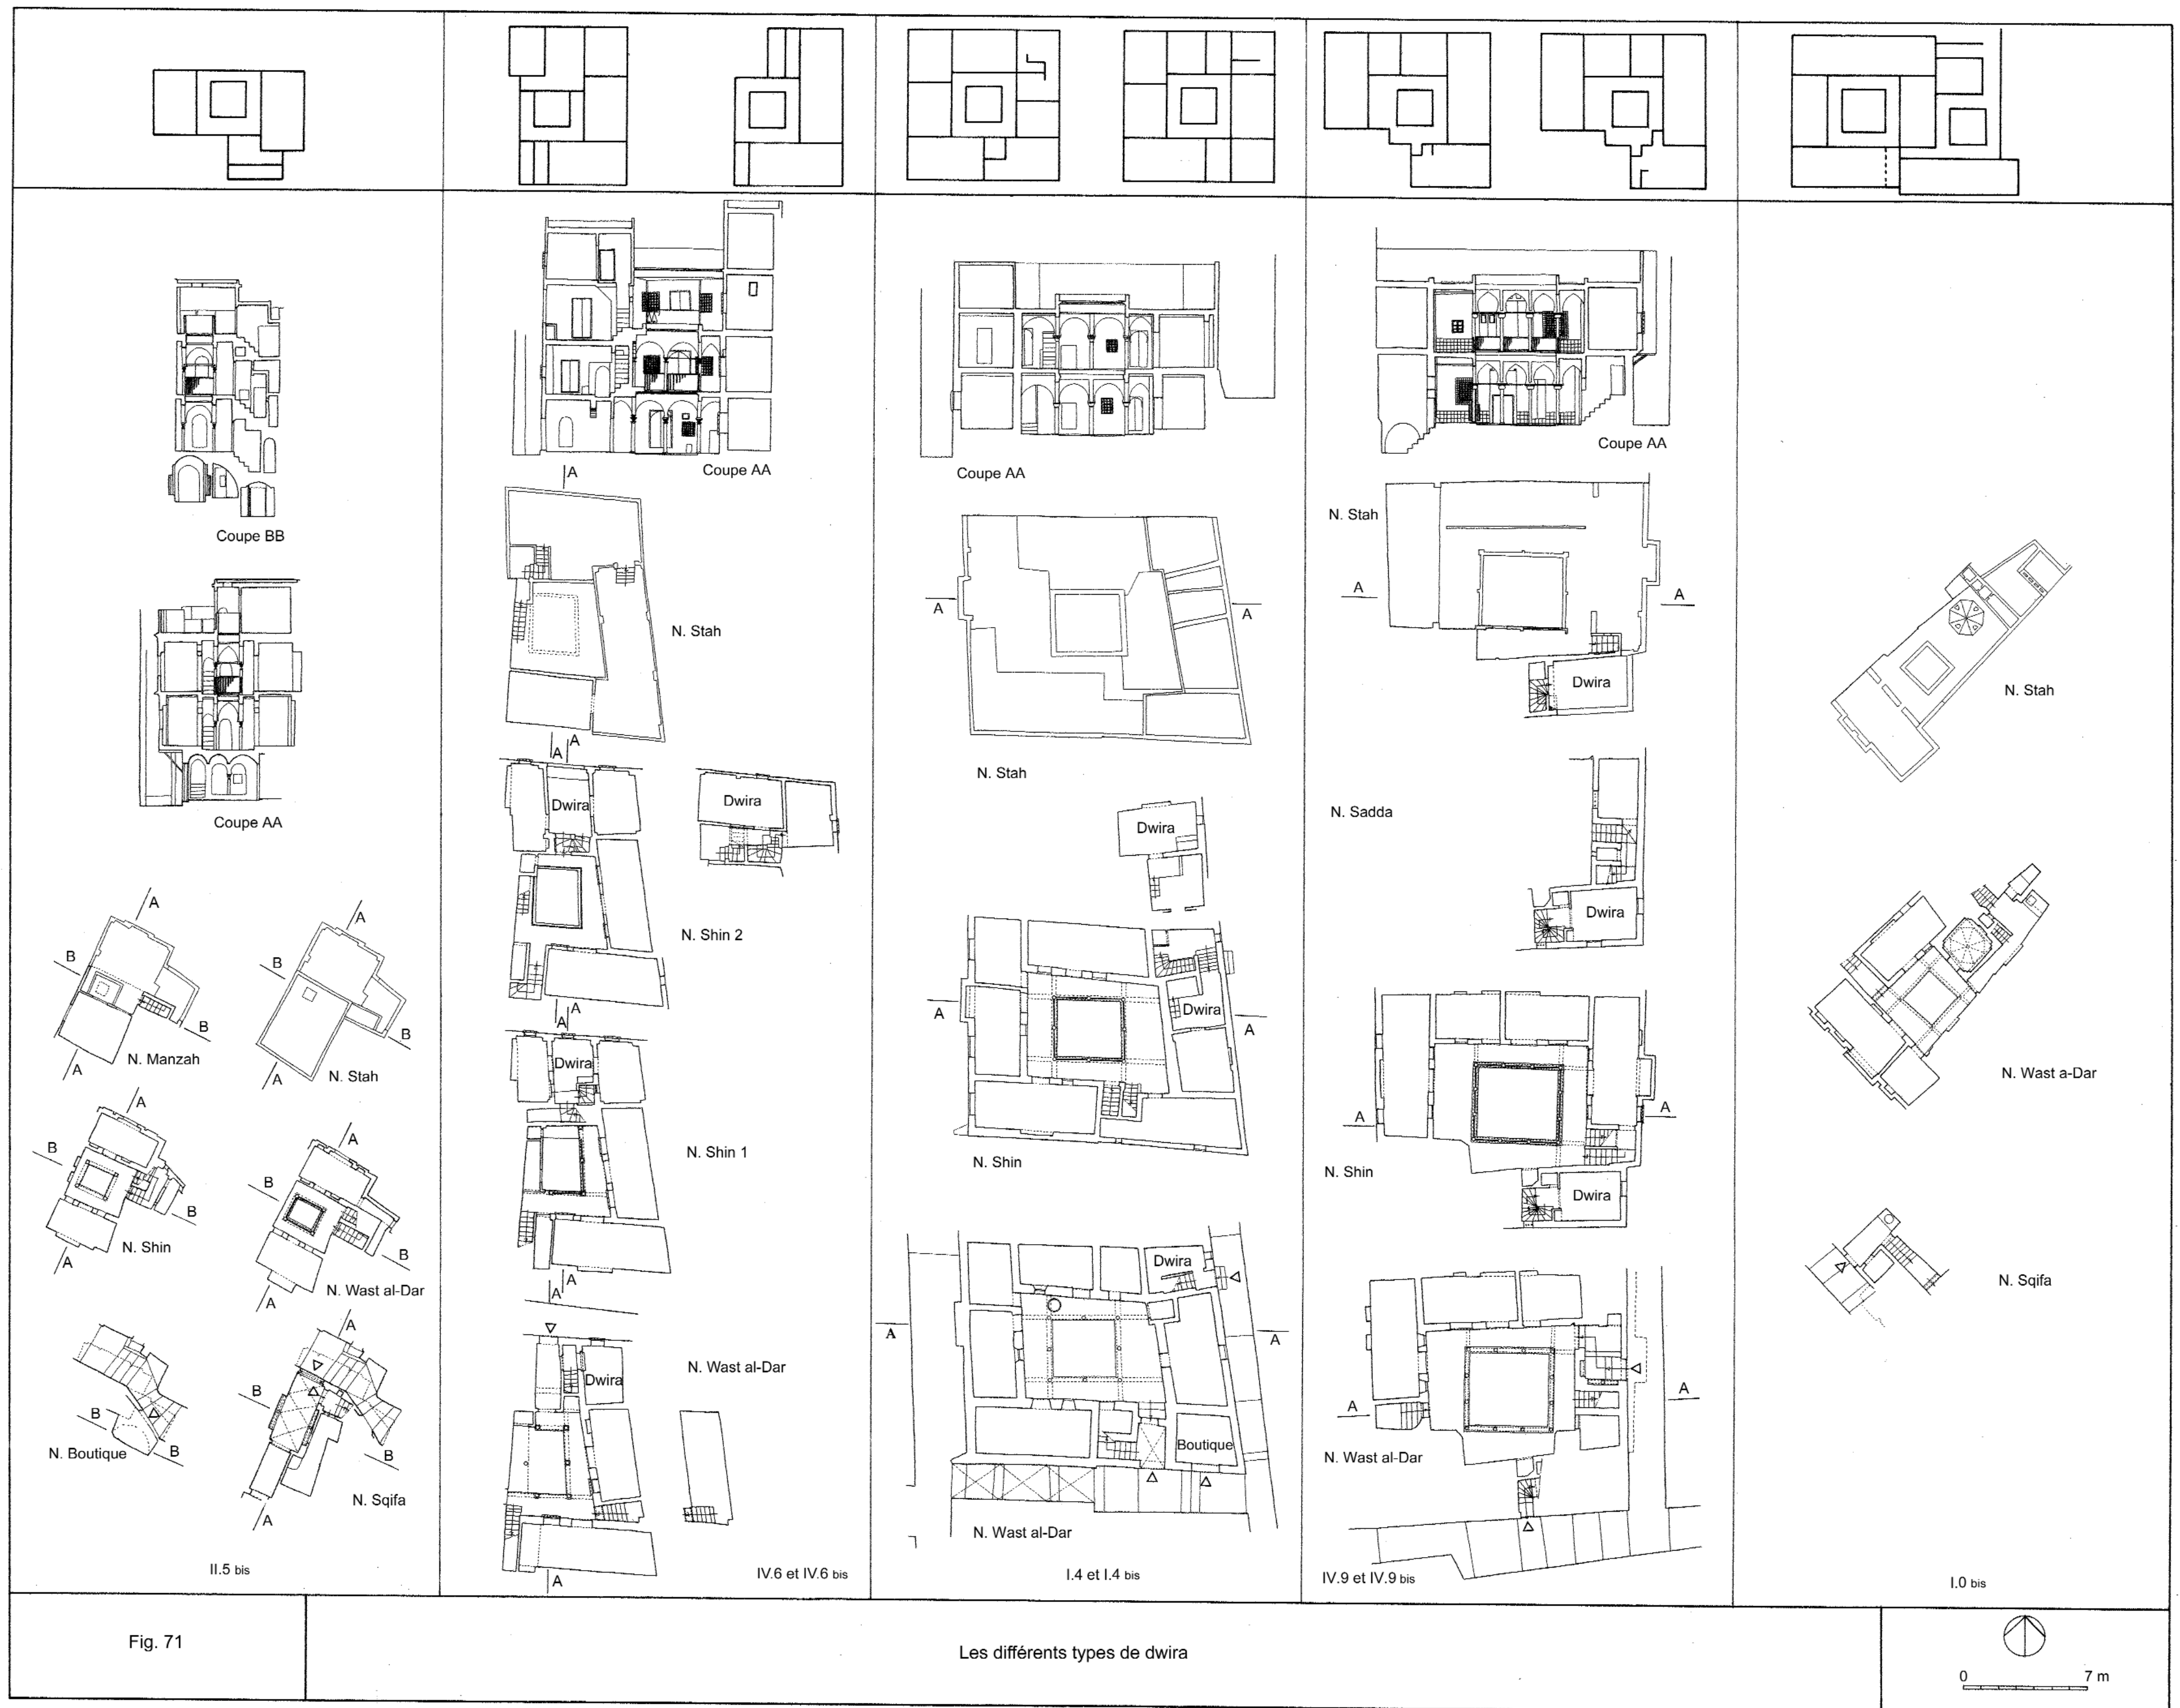 Coupe BB
Coupe AA
A
B
B
N. Manzah
A
A
B
B
N. Stah
A
A
B
B
N. Shin
A
A
B
B
N. Wast al-Dar
A
B
B
N. Boutique
A
B
B
N. Sqifa
A
II.5 bis
Coupe AA
A
N. Stah
A
A
Dwira
Dwira
N. Shin 2
A
A
Dwira
N. Shin 1
A
A
Dwira
N. Wast al-Dar
A
IV.6 et IV.6 bis
Coupe AA
A
A
N. Stah
Dwira
A
Dwira
A
N. Shin
Dwira
A
A
Boutique
N. Wast al-Dar
I.4 et I.4 bis
Coupe AA
N. Stah
A
A
Dwira
N. Sadda
Dwira
A
A
N. Shin
Dwira
A
A
N. Wast al-Dar
IV.9 et IV.9 bis
N. Stah
N. Wast a-Dar
N. Sqifa
I.0 bis
Fig. 71
Les différents types de dwira
0 7 m